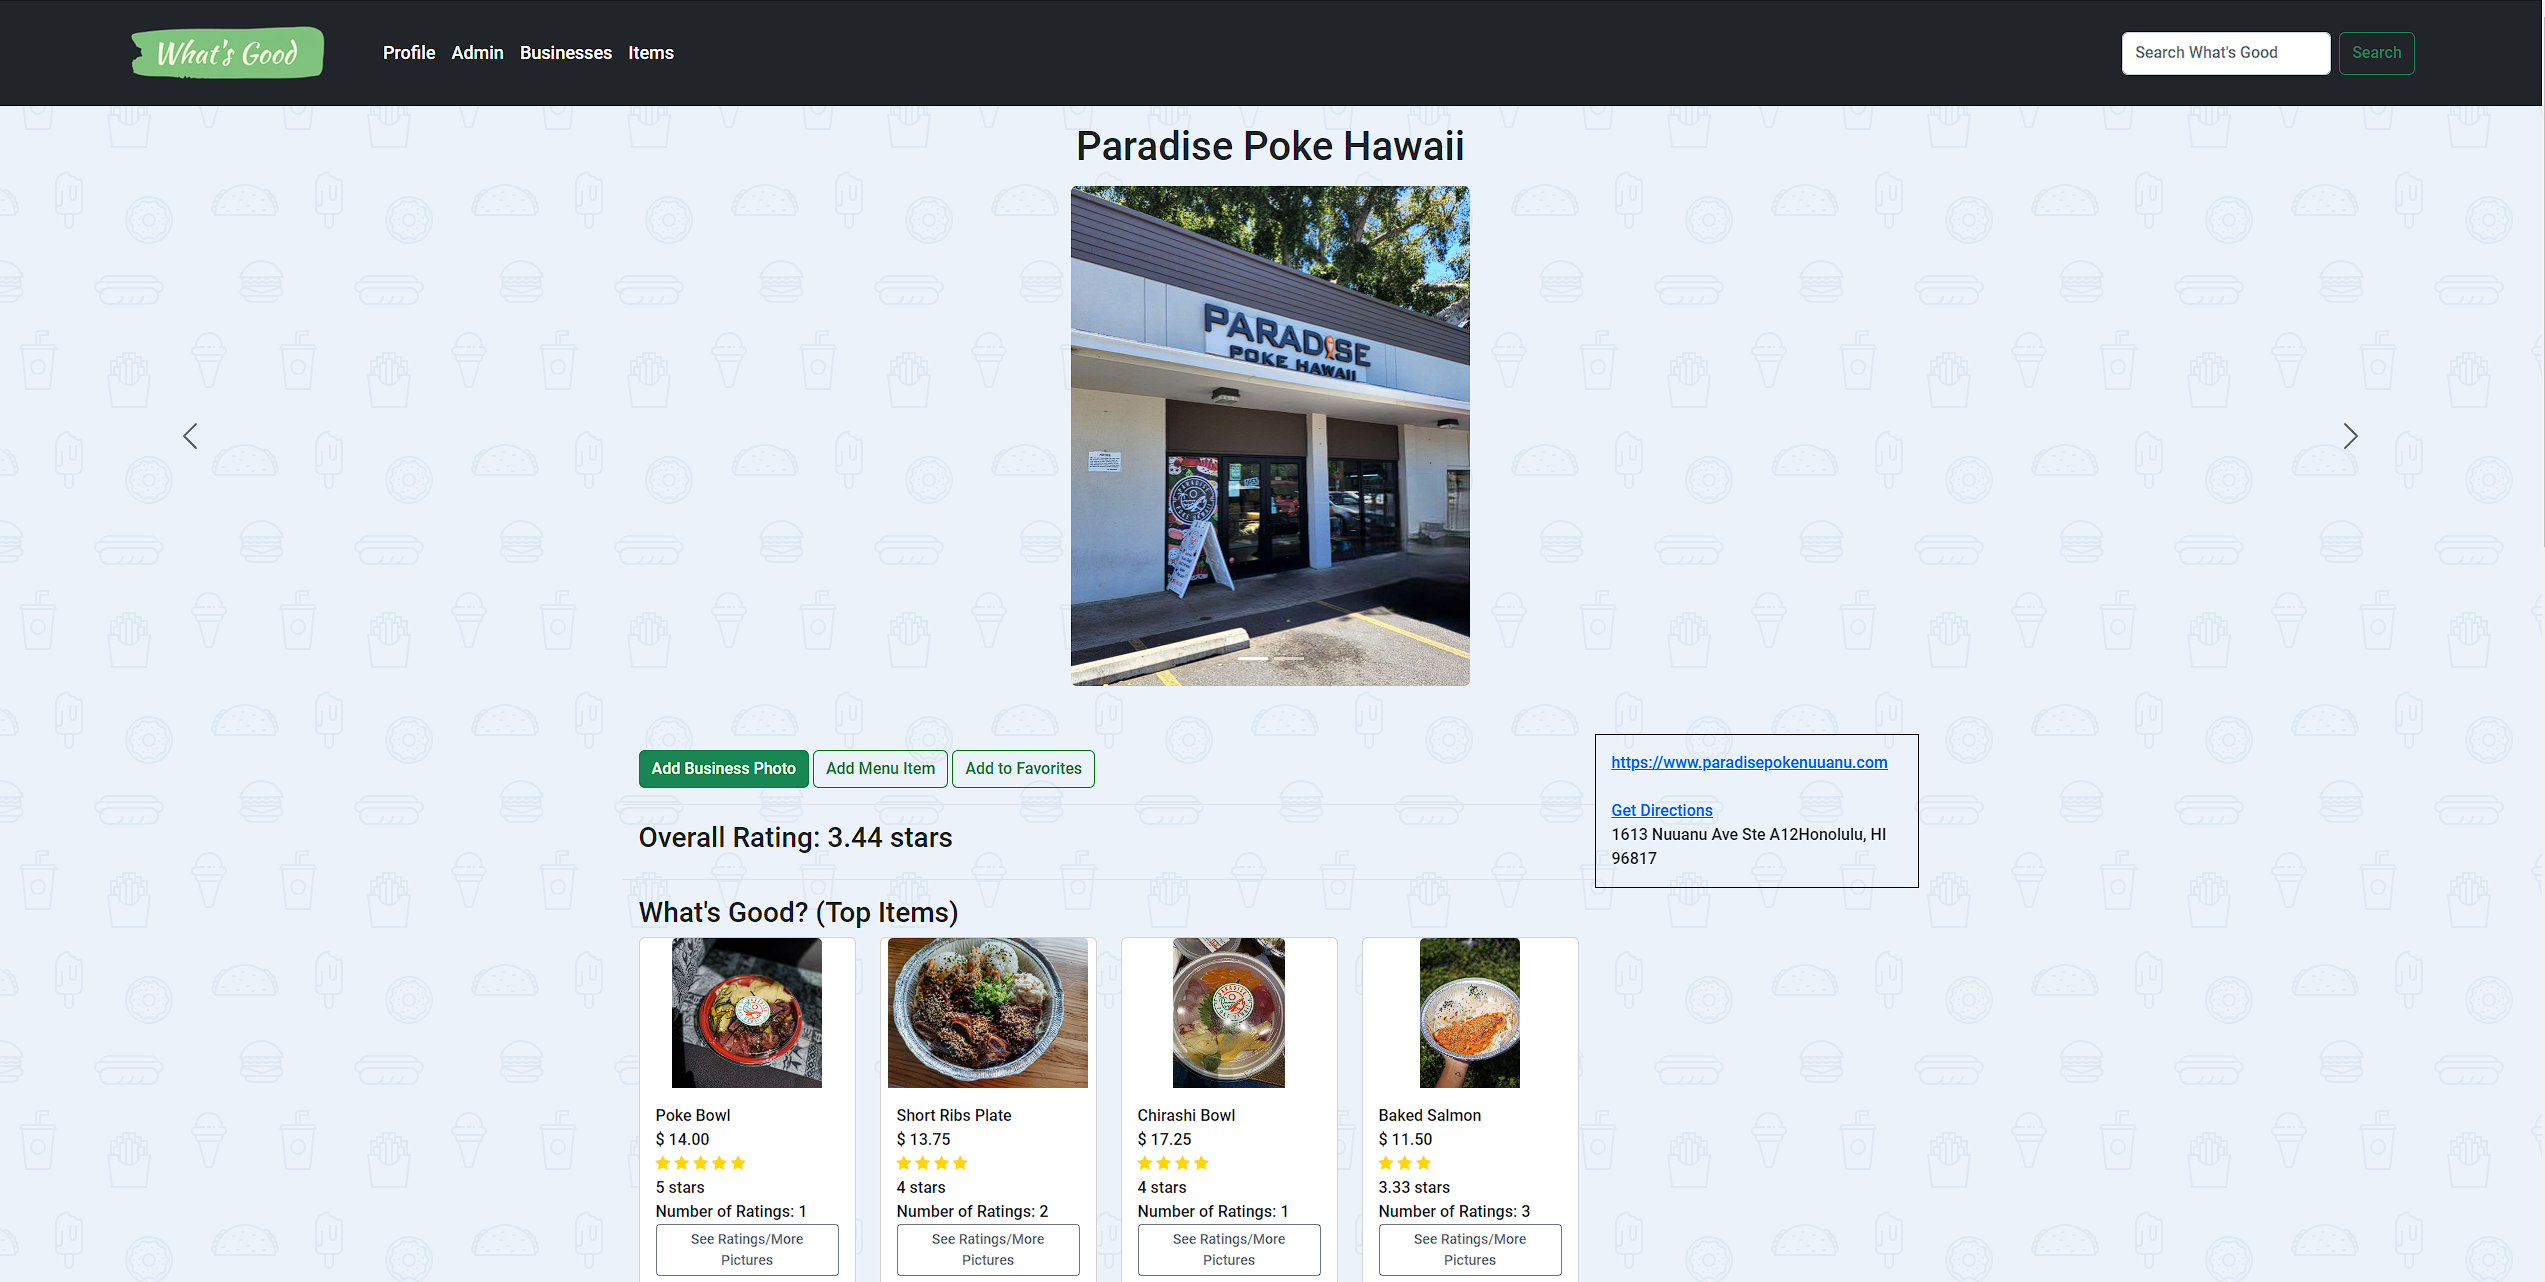 What's Good
Profile Admin Businesses Items
Search What's Good
Search
Paradise Poke Hawaii
PARADISE
POKE HAWAII
OPEN
Add Business Photo
Add Menu Item
Add to Favorites
https://www.paradisepokenuuanu.com
Get Directions
1613 Nuuanu Ave Ste A12Honolulu, HI
96817
Overall Rating: 3.44 stars
What's Good? (Top Items)
Poke Bowl
$ 14.00
5 stars
Number of Ratings: 1
See Ratings/More
Pictures
Short Ribs Plate
$ 13.75
4 stars
Number of Ratings: 2
See Ratings/More
Pictures
Chirashi Bowl
$ 17.25
4 stars
Number of Ratings: 1
See Ratings/More
Pictures
Baked Salmon
$ 11.50
3.33 stars
Number of Ratings: 3
See Ratings/More
Pictures